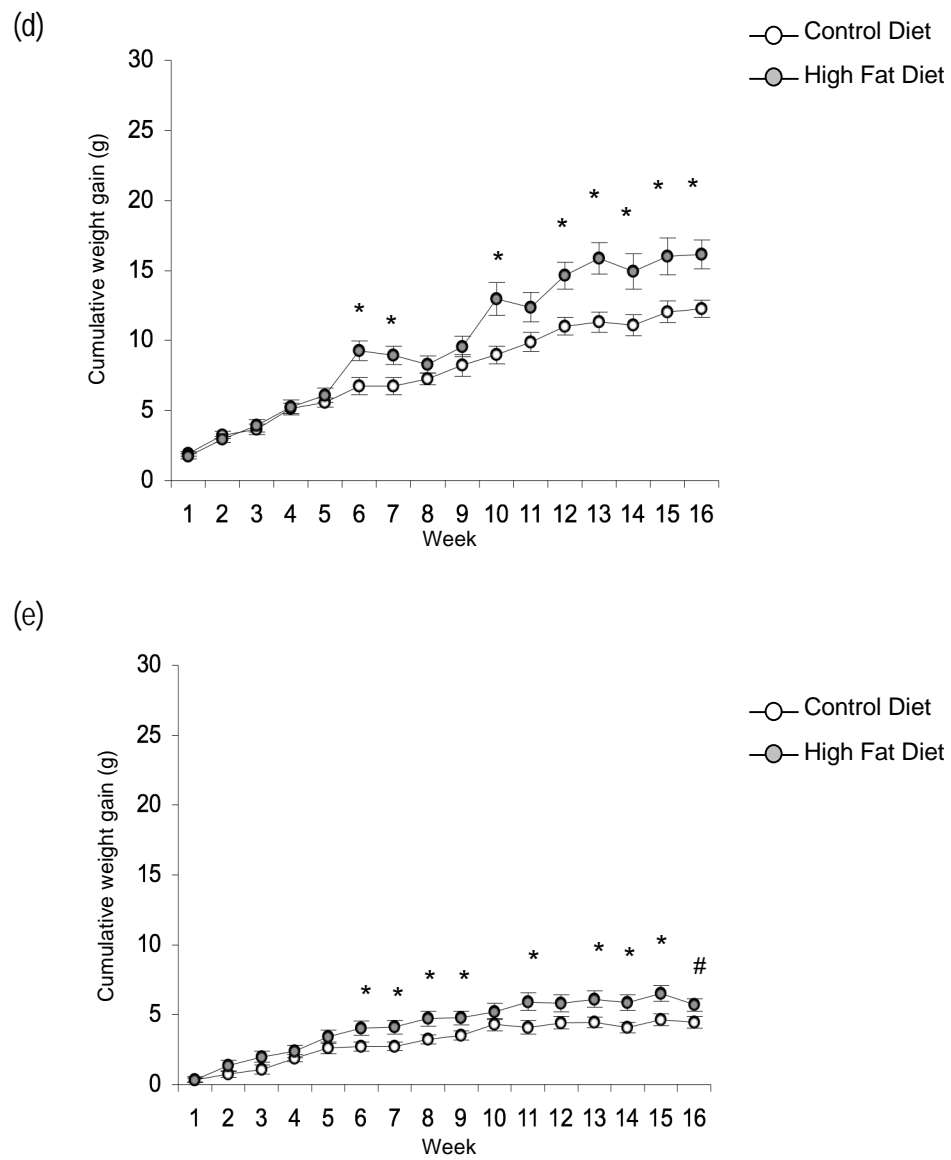 (d)
Control Diet
High Fat Diet
Cumulative weight gain (g)
30
25
20
15
10
5
0
* * * * * * * *
1 2 3 4 5 6 7 8 9 10 11 12 13 14 15 16
Week
(e)
Control Diet
High Fat Diet
Cumulative weight gain (g)
30
25
20
15
10
5
0
* * * * * * * * #
1 2 3 4 5 6 7 8 9 10 11 12 13 14 15 16
Week